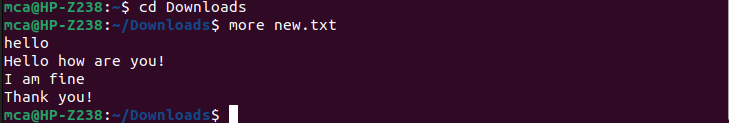 mca@HP-Z238:~$ cd Downloads
mca@HP-Z238:~/Downloads$ more new.txt
hello
Hello how are you!
I am fine
Thank you!
mca@HP-Z238:~/Downloads$